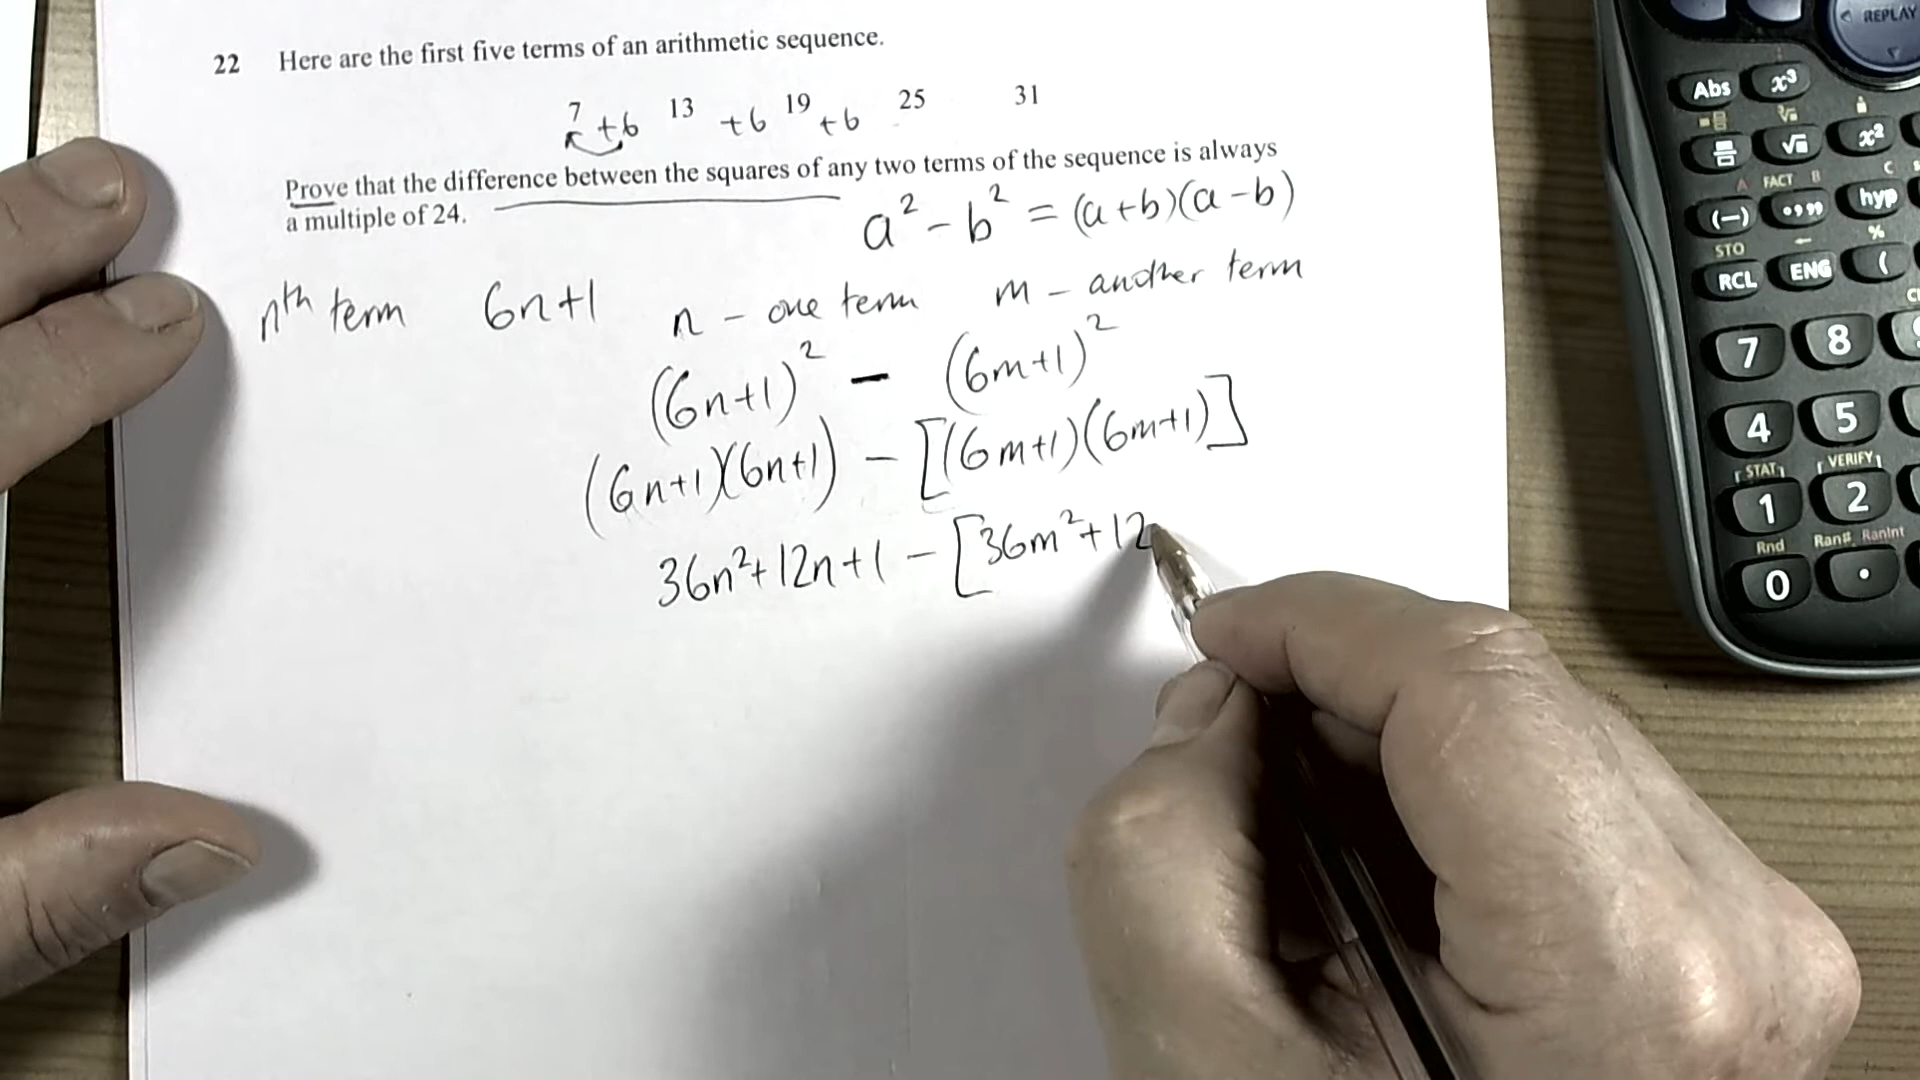 22 Here are the first five terms of an arithmetic sequence.
7 13 19 25 31
+6 +6 +6
Prove that the difference between the squares of any two terms of the sequence is always
a multiple of 24.
a² - b² = (a+b)(a-b)
nth term 6n+1 n - one term m - another term
(6n+1)² - (6m+1)²
(6n+1)(6n+1) - [(6m+1)(6m+1)]
36n²+12n+1 - [36m²+12
REPLAY
Abs x³
√ x²
FACT B
(−) °,,, hyp
STO ← %
RCL ENG (
7 8
4 5
STAT VERIFY
1 2
Rnd Ran# RanInt
0 ·